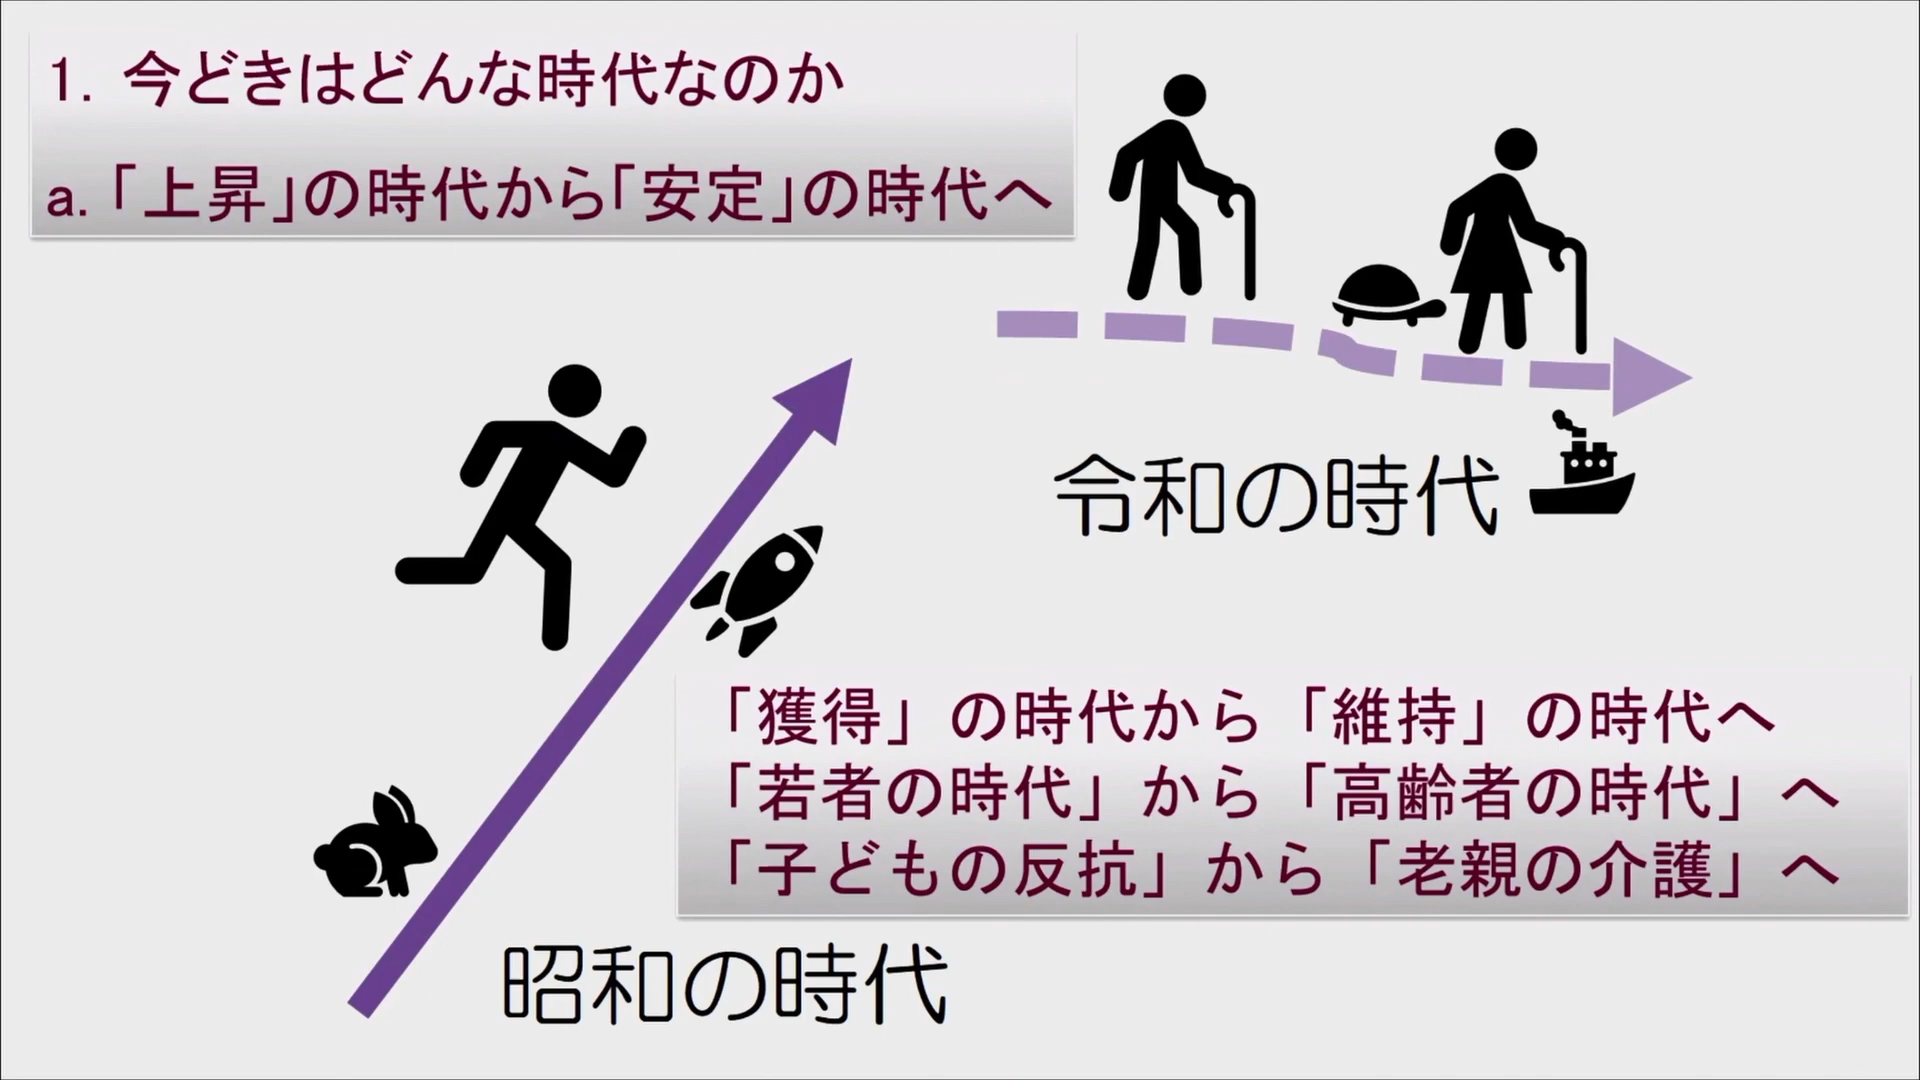 1. 今どきはどんな時代なのか
a.「上昇」の時代から「安定」の時代へ
令和の時代
「獲得」の時代から「維持」の時代へ
「若者の時代」から「高齢者の時代」へ
「子どもの反抗」から「老親の介護」へ
昭和の時代